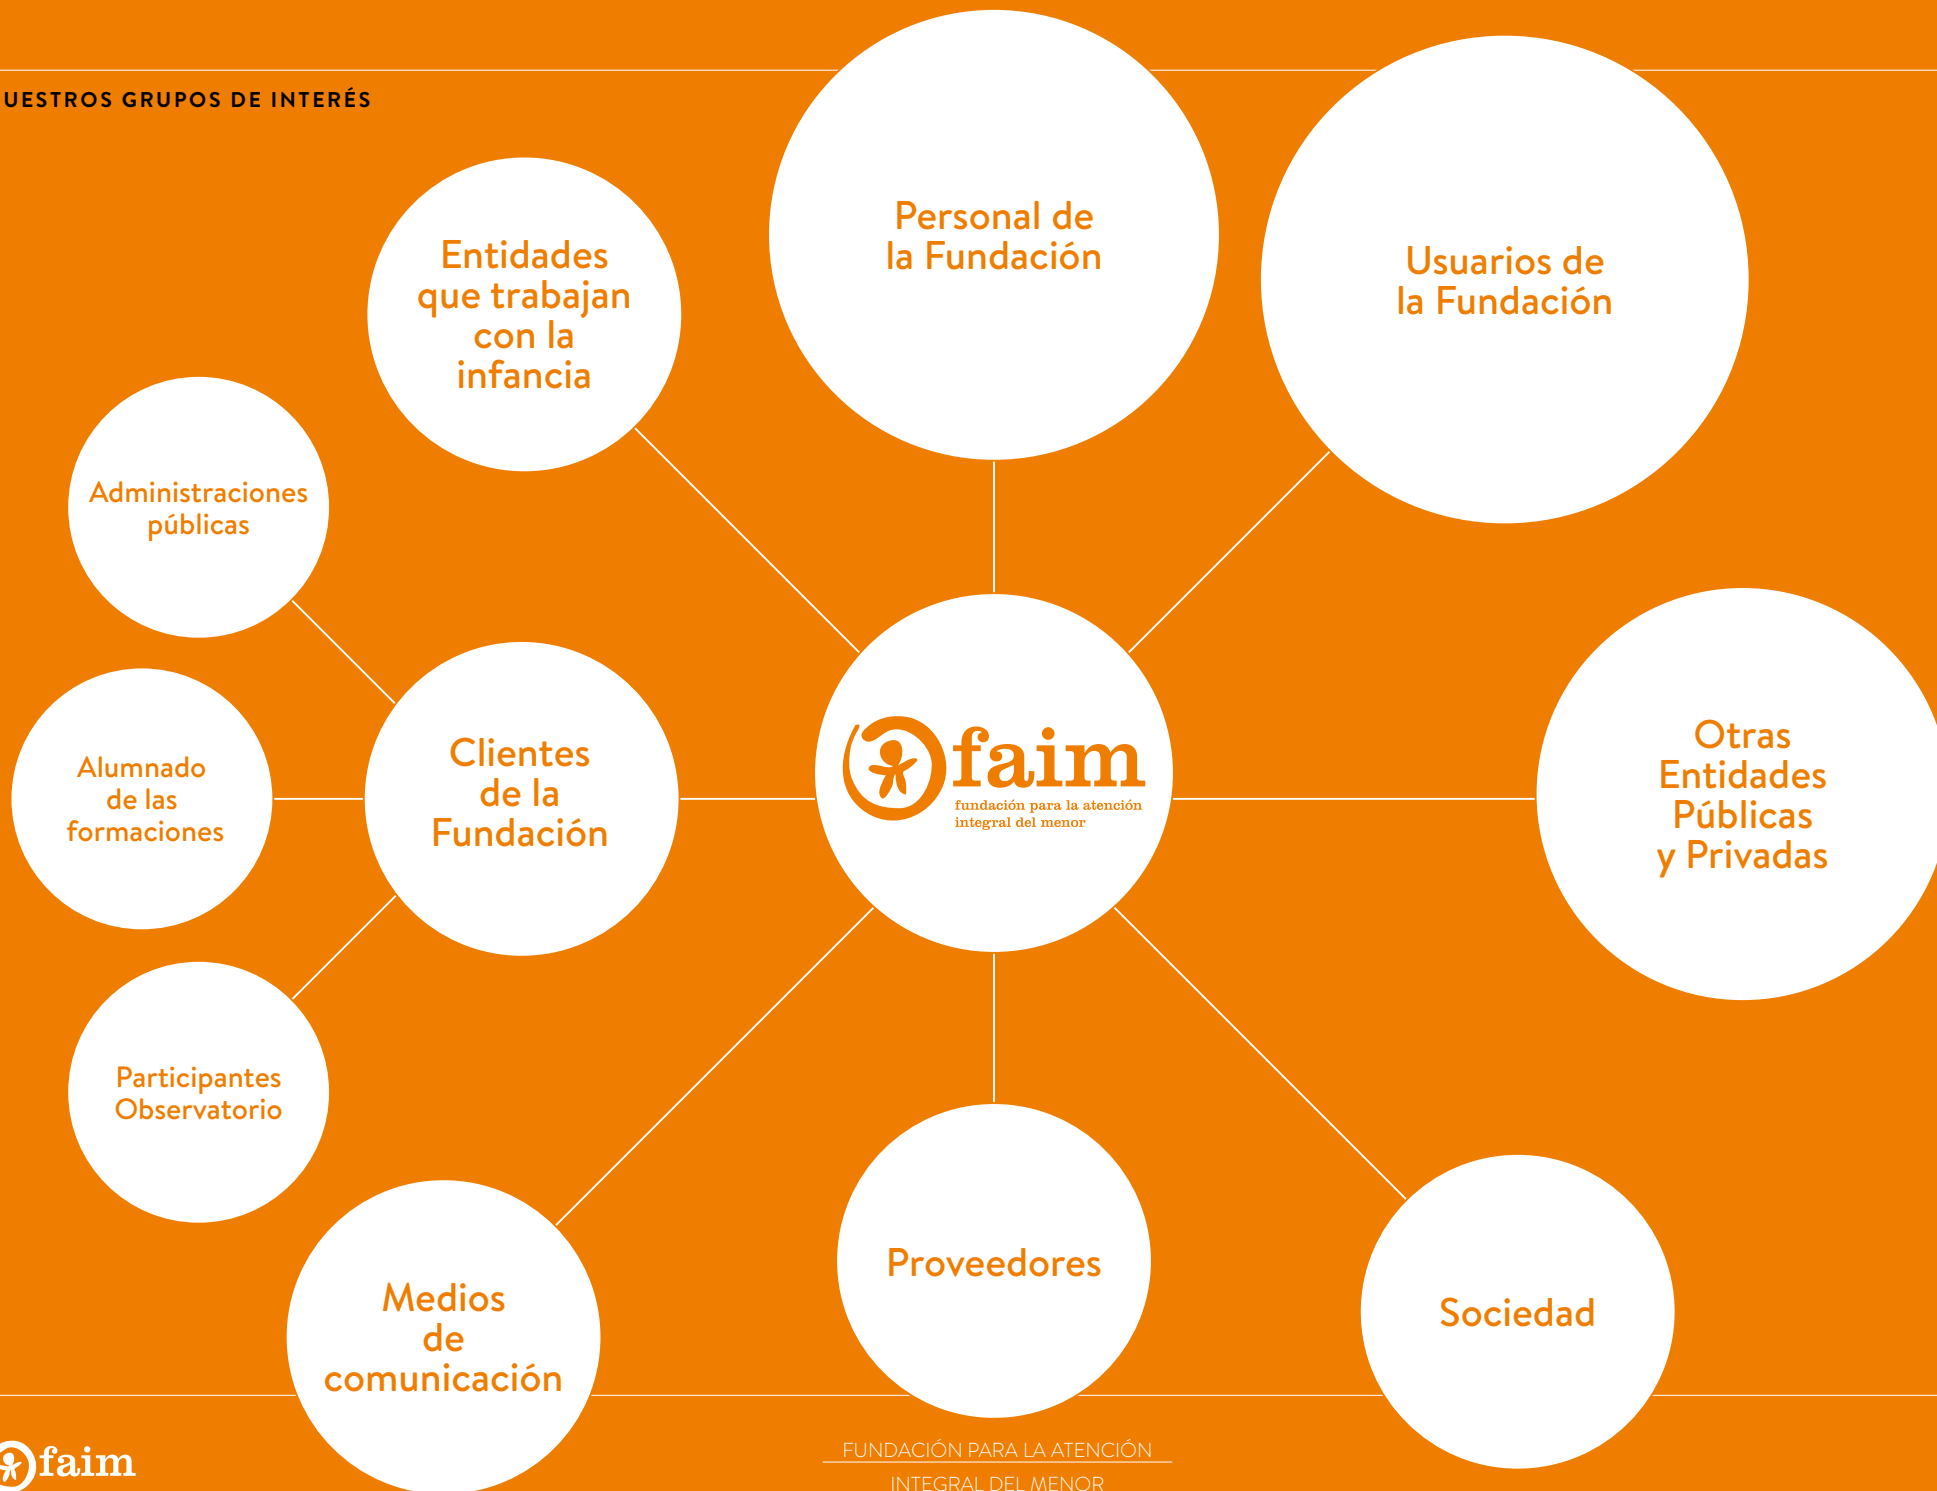 UESTROS GRUPOS DE INTERÉS
Personal de
la Fundación
Usuarios de
la Fundación
Entidades
que trabajan
con la
infancia
Administraciones
públicas
Alumnado
de las
formaciones
Clientes
de la
Fundación
faim
fundación para la atención
integral del menor
Otras
Entidades
Públicas
y Privadas
Participantes
Observatorio
Medios
de
comunicación
Proveedores
Sociedad
faim
FUNDACIÓN PARA LA ATENCIÓN
INTEGRAL DEL MENOR